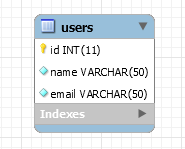 users
id INT(11)
name VARCHAR(50)
email VARCHAR(50)
Indexes